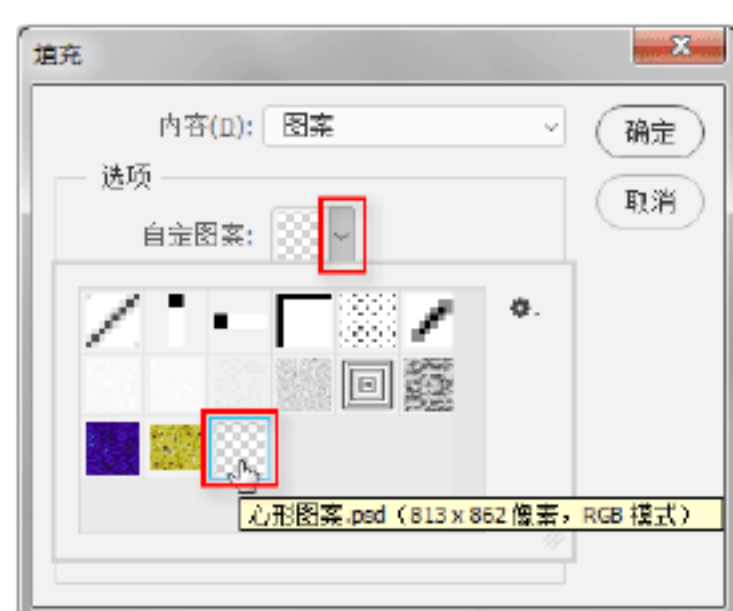 填充
内容(D): 图案
确定
选项
取消
自定图案:
心形图案.psd（813 x 862 像素，RGB 模式）